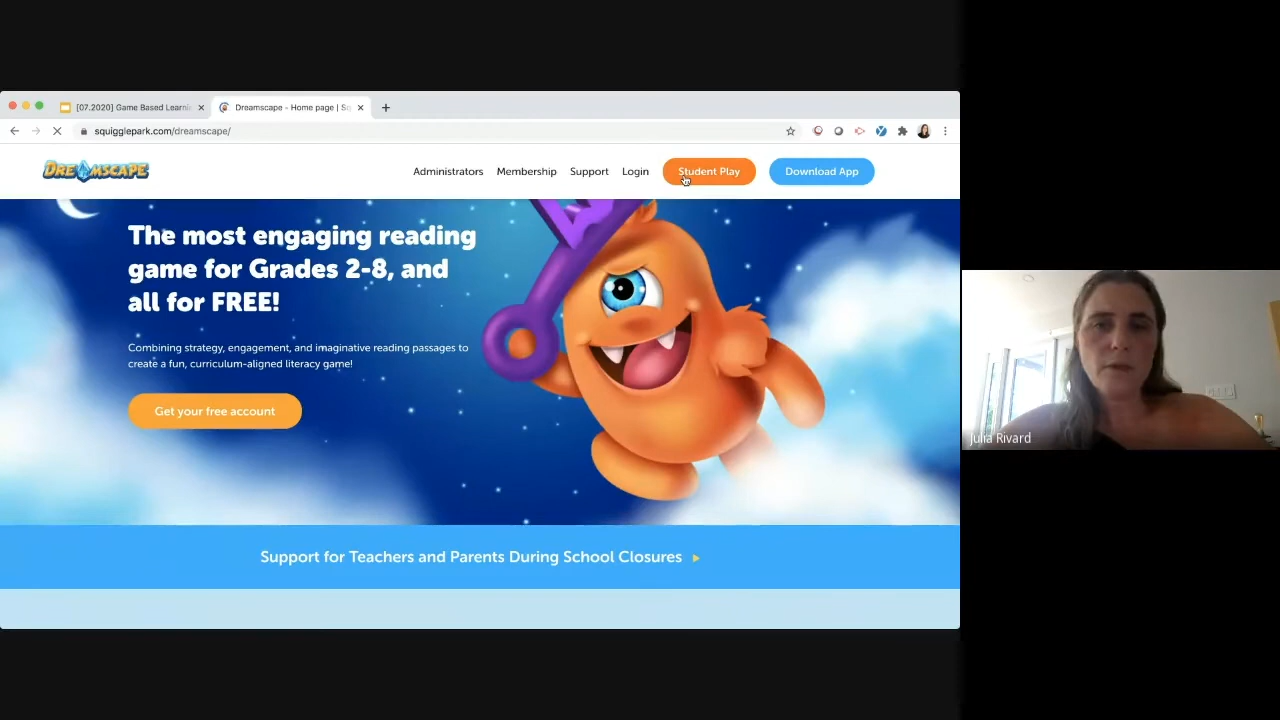 [07.2020] Game Based Learni
Dreamscape - Home page | Sq
squigglepark.com/dreamscape/
DREAMSCAPE
Administrators
Membership
Support
Login
Student Play
Download App
The most engaging reading
game for Grades 2-8, and
all for FREE!
Combining strategy, engagement, and imaginative reading passages to
create a fun, curriculum-aligned literacy game!
Get your free account
Support for Teachers and Parents During School Closures
Julia Rivard